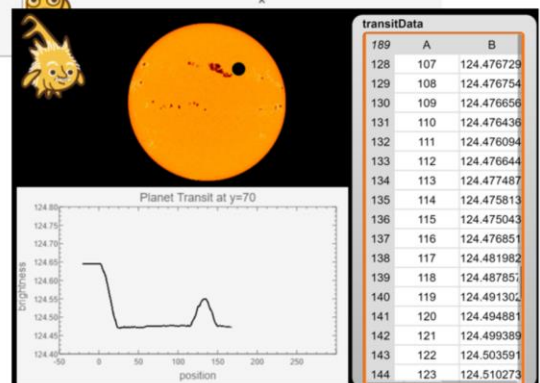 transitData
189 A B
128 107 124.476729
129 108 124.476754
130 109 124.476656
131 110 124.476436
132 111 124.476094
133 112 124.476644
134 113 124.477487
135 114 124.475813
136 115 124.475043
137 116 124.476851
138 117 124.481982
139 118 124.487857
140 119 124.491302
141 120 124.494881
142 121 124.499389
143 122 124.503591
144 123 124.510273
Planet Transit at y=70
brightness
124.80
124.75
124.70
124.65
124.60
124.55
124.50
124.45
124.40
-50 0 50 100 150 200 250
position